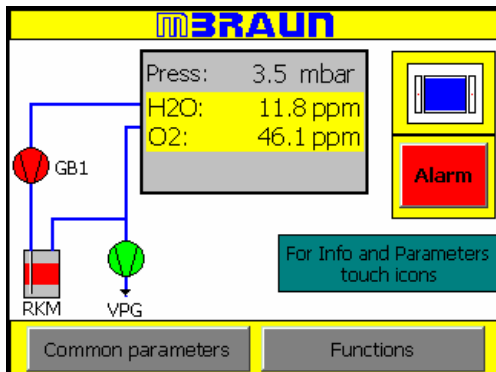 mBRAUN
Press: 3.5 mbar
H2O: 11.8 ppm
O2: 46.1 ppm
GB1
Alarm
For Info and Parameters
touch icons
RKM
VPG
Common parameters
Functions